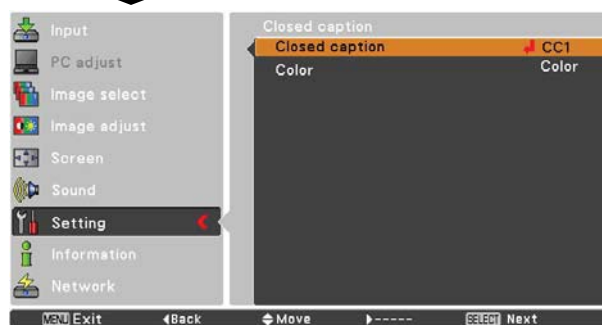 Input
PC adjust
Image select
Image adjust
Screen
Sound
Setting
Information
Network
Closed caption
Closed caption CC1
Color Color
MENU Exit ◀Back Move ▶----- SELECT Next